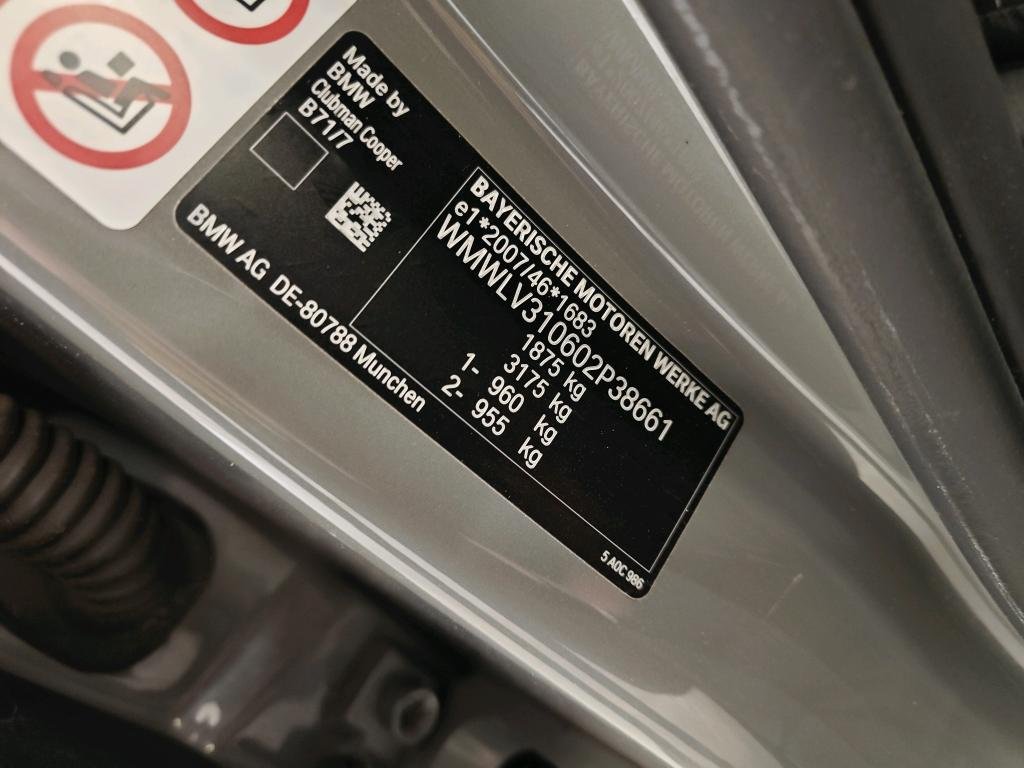 Made by
BMW
Clubman Cooper
B71/7
BMW AG DE-80788 Munchen
BAYERISCHE MOTOREN WERKE AG
e1*2007/46*1683
WMWLV310602P38661
1875 kg
3175 kg
1- 960 kg
2- 955 kg
5 A0C 986